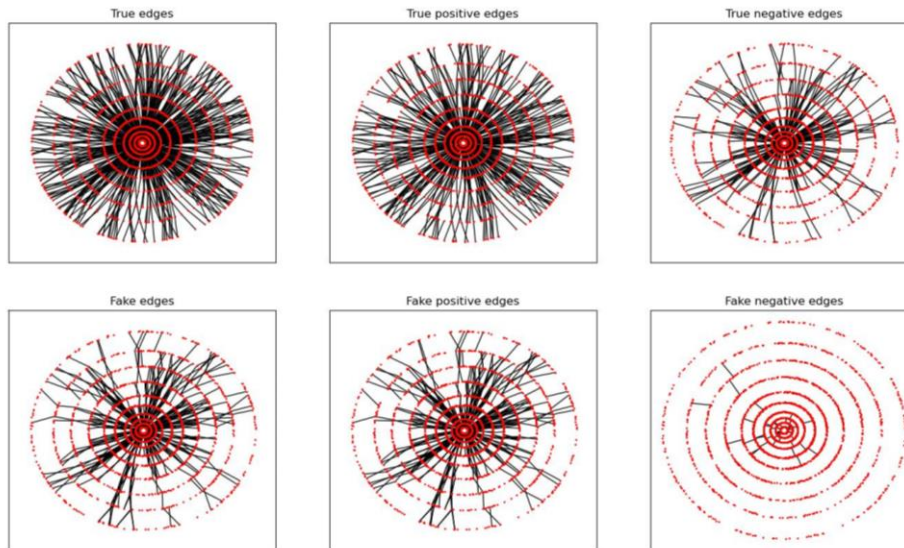 True edges
True positive edges
True negative edges
Fake edges
Fake positive edges
Fake negative edges